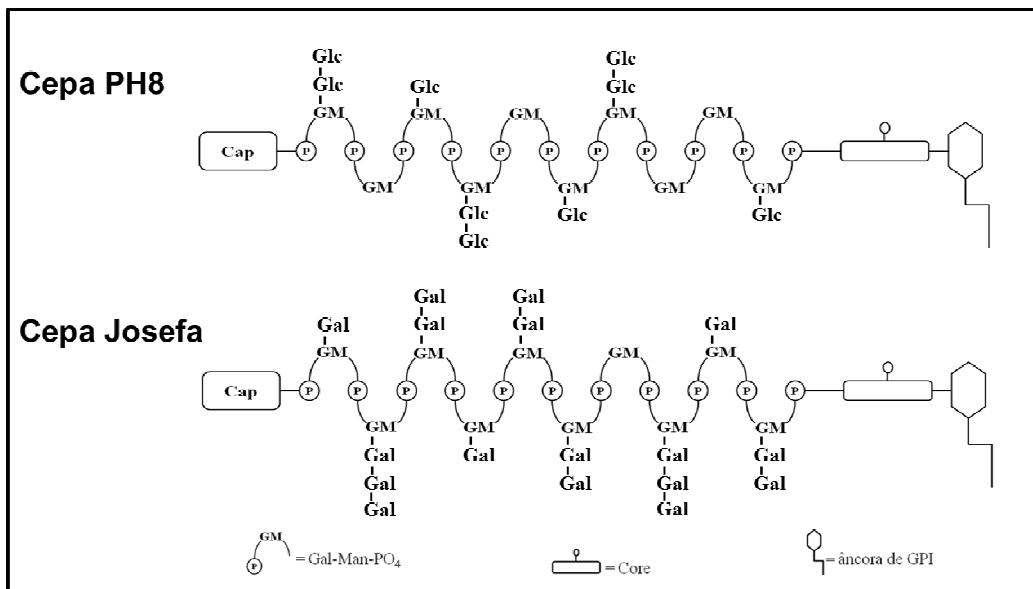 Cepa PH8
Glc Glc
Glc Glc Glc
GM GM GM GM GM
Cap P P P P P P P P P P P
GM GM GM GM GM
Glc Glc Glc
Glc
Cepa Josefa
Gal Gal
Gal Gal Gal Gal
GM GM GM GM GM
Cap P P P P P P P P P P P
GM GM GM GM GM
Gal Gal Gal Gal Gal
Gal Gal Gal Gal
Gal Gal
GM
P = Gal-Man-PO₄
= Core
= âncora de GPI